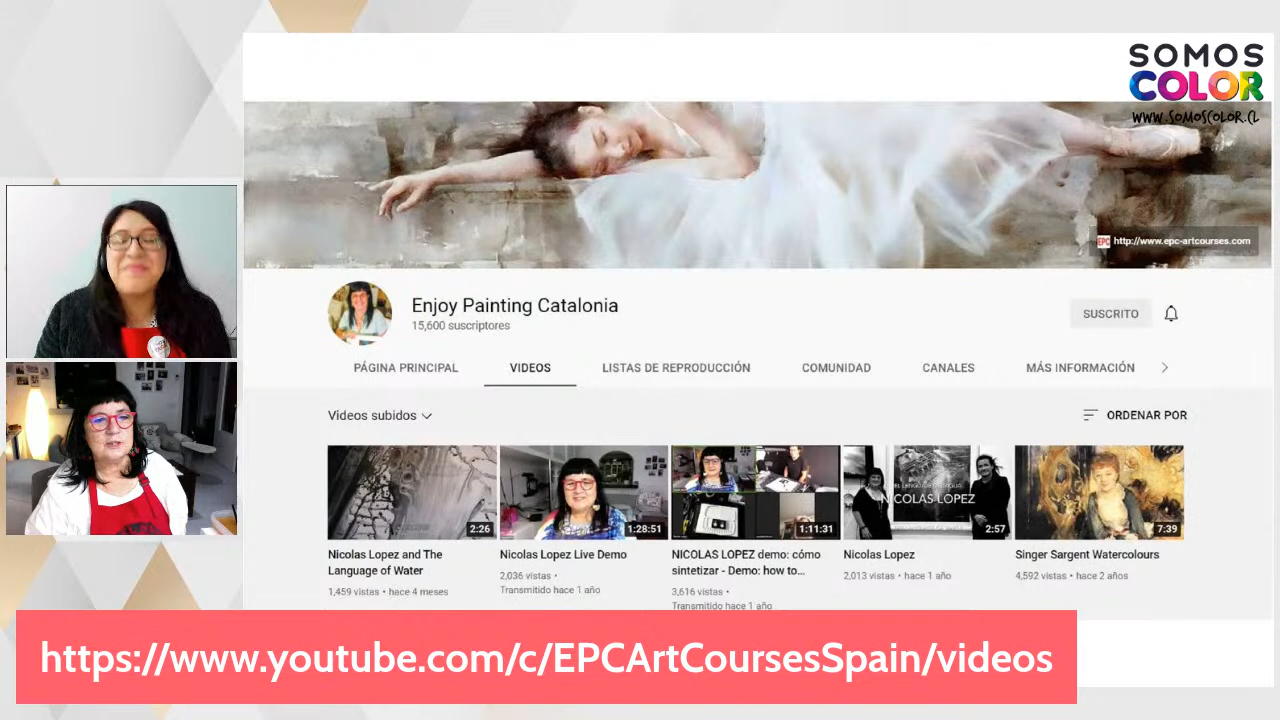 SOMOS
COLOR
WWW.SOMOSCOLOR.CL
EPC http://www.epc-artcourses.com
Enjoy Painting Catalonia
15,600 suscriptores
SUSCRITO
PÁGINA PRINCIPAL VIDEOS LISTAS DE REPRODUCCIÓN COMUNIDAD CANALES MÁS INFORMACIÓN
Videos subidos
ORDENAR POR
2:26
1:28:51
1:11:31
NICOLAS LOPEZ
2:57
7:39
Nicolas Lopez and The
Language of Water
1,459 vistas • hace 4 meses
Nicolas Lopez Live Demo
2,036 vistas •
Transmitido hace 1 año
NICOLAS LOPEZ demo: cómo
sintetizar - Demo: how to...
3,616 vistas •
Transmitido hace 1 año
Nicolas Lopez
2,013 vistas • hace 1 año
Singer Sargent Watercolours
4,592 vistas • hace 2 años
https://www.youtube.com/c/EPCArtCoursesSpain/videos